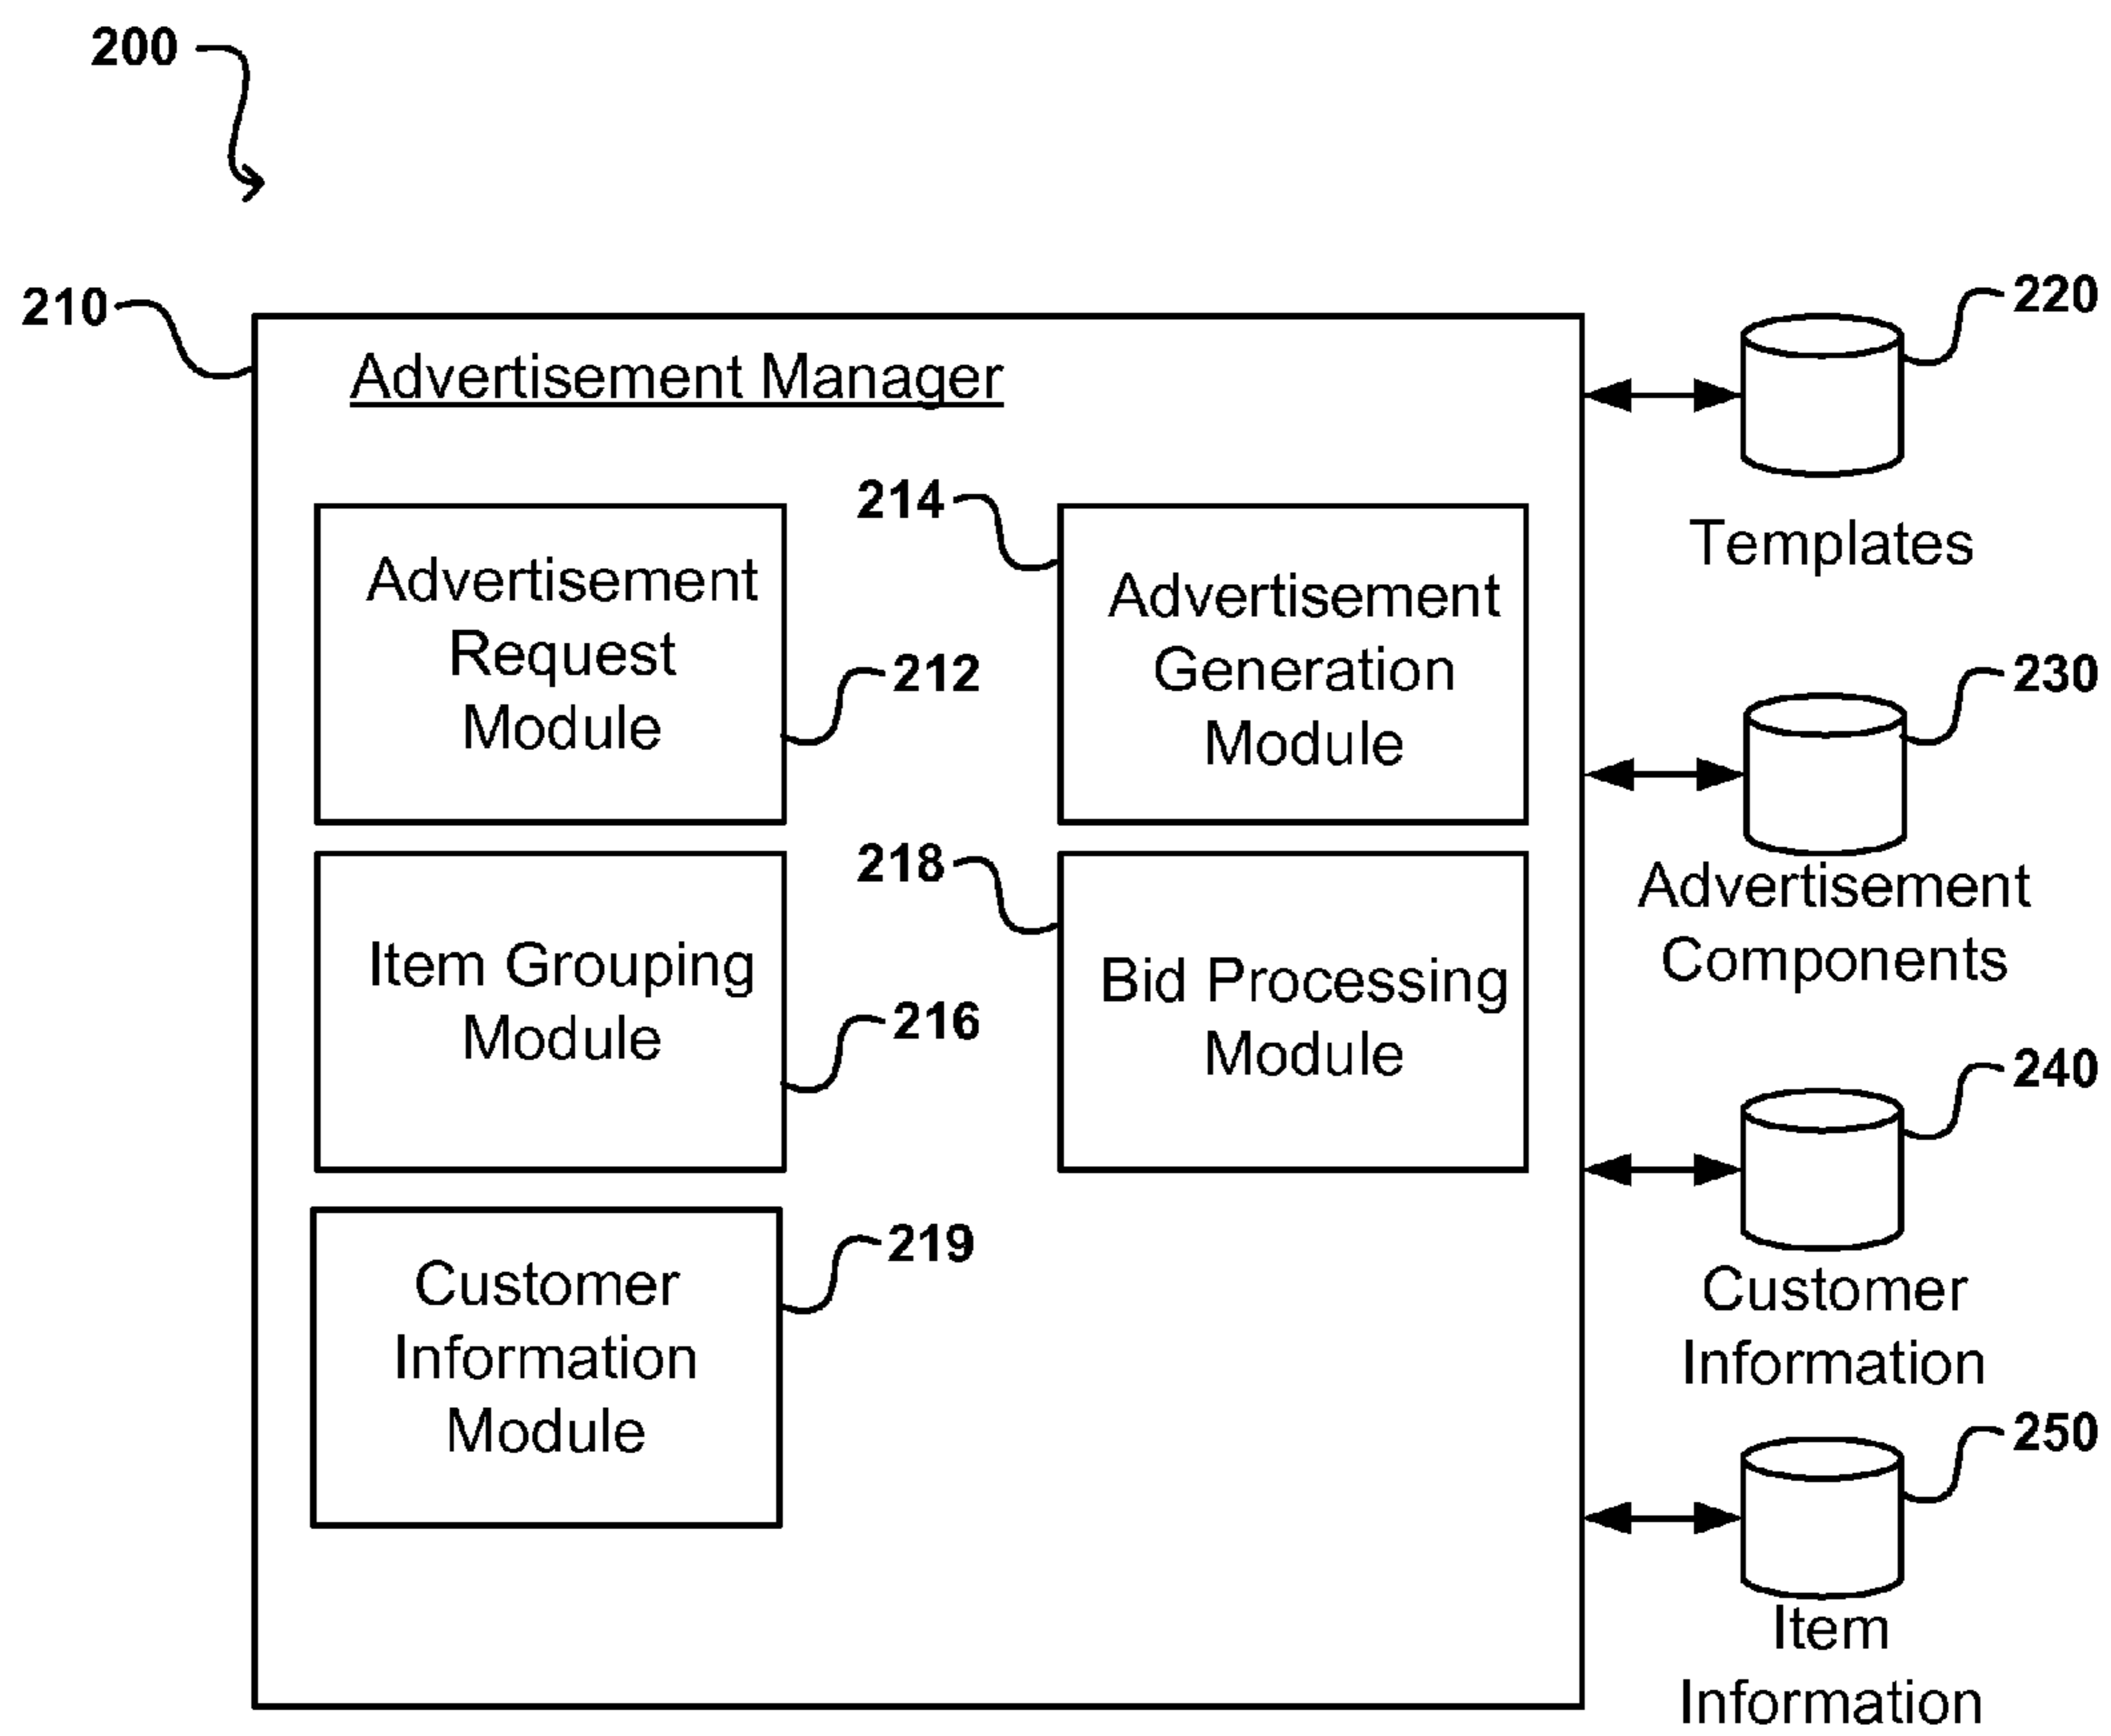 200
210
Advertisement Manager
Advertisement
Request
Module
212
214
Advertisement
Generation
Module
Item Grouping
Module
216
218
Bid Processing
Module
Customer
Information
Module
219
220
Templates
230
Advertisement
Components
240
Customer
Information
250
Item
Information